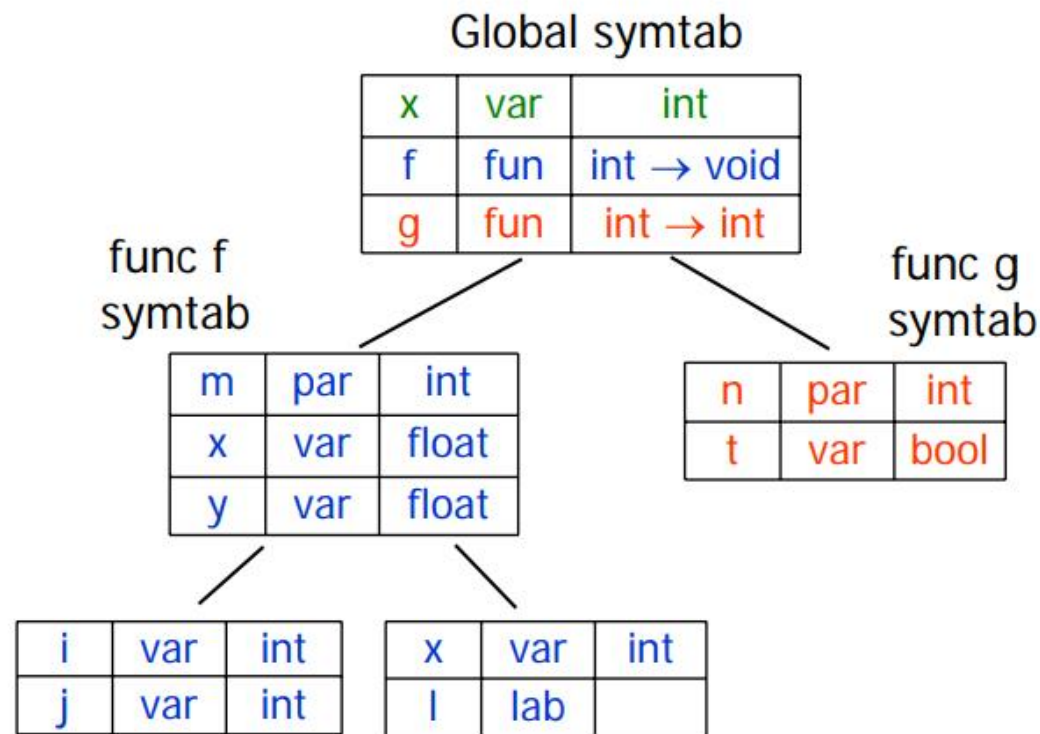 Global symtab
x var int
f fun int → void
g fun int → int
func f
symtab
func g
symtab
m par int
x var float
y var float
n par int
t var bool
i var int
j var int
x var int
l lab